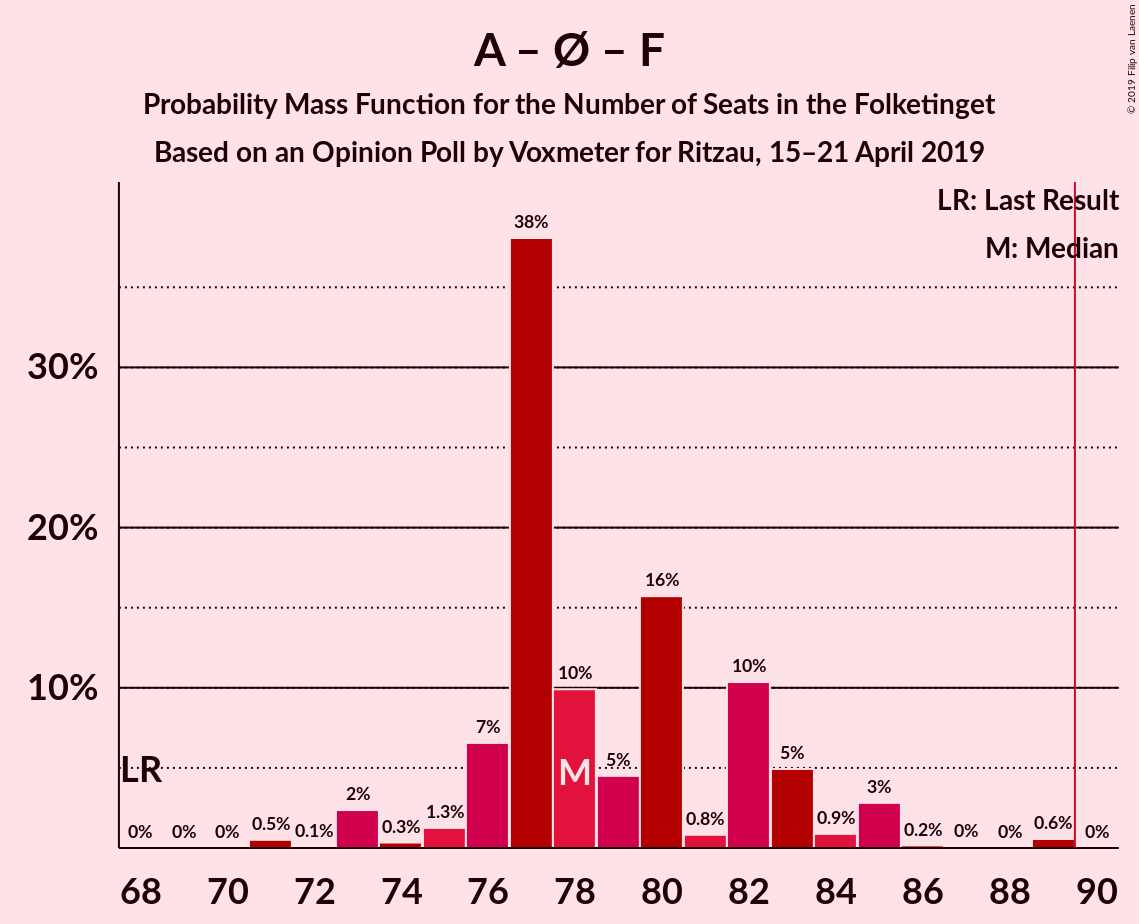 A – Ø – F
Probability Mass Function for the Number of Seats in the Folketinget
Based on an Opinion Poll by Voxmeter for Ritzau, 15–21 April 2019
© 2019 Filip van Laenen
LR: Last Result
M: Median
30%
20%
10%
LR
M
0%
0%
0%
0.5%
0.1%
2%
0.3%
1.3%
7%
38%
10%
5%
16%
0.8%
10%
5%
0.9%
3%
0.2%
0%
0%
0.6%
0%
68 70 72 74 76 78 80 82 84 86 88 90